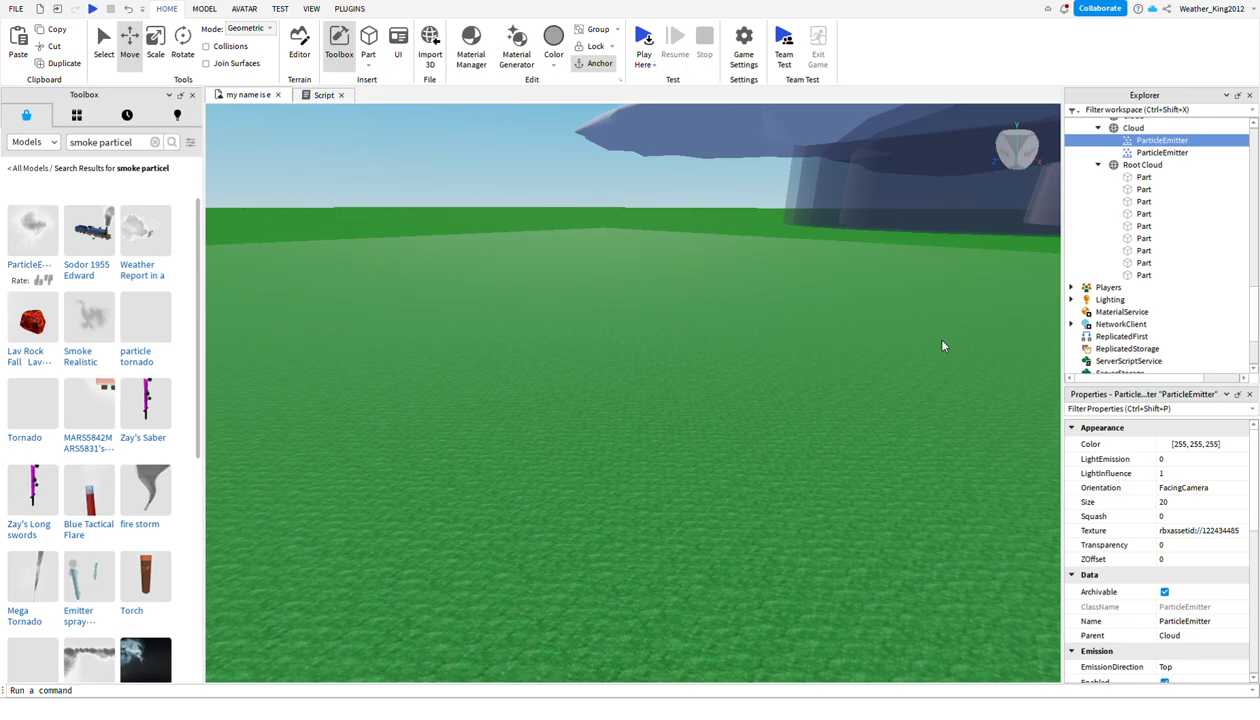 FILE HOME MODEL AVATAR TEST VIEW PLUGINS Collaborate Weather_King2012
Paste Copy Cut Duplicate Clipboard
Select Move Scale Rotate Mode: Geometric Collisions Join Surfaces Tools
Editor Terrain
Toolbox Part UI Insert
Import 3D File
Material Manager Material Generator Color Group Lock Anchor Edit
Play Here Resume Stop Test
Game Settings Settings
Team Test Exit Game Team Test
Toolbox
Models smoke particel
< All Models / Search Results for smoke particel
ParticleE··· Sodor 1955 Edward Weather Report in a
Rate:
Lav Rock Fall Lav··· Smoke Realistic particle tornado
Tornado MARS5842M ARS5831's··· Zay's Saber
Zay's Long swords Blue Tactical Flare fire storm
Mega Tornado Emitter spray··· Torch
my name is e Script
Y Z X
Explorer
Filter workspace (Ctrl+Shift+X)
Cloud
ParticleEmitter
ParticleEmitter
Root Cloud
Part
Part
Part
Part
Part
Part
Part
Part
Part
Players
Lighting
MaterialService
NetworkClient
ReplicatedFirst
ReplicatedStorage
ServerScriptService
ServerStorage
Properties - Particle...ter "ParticleEmitter"
Filter Properties (Ctrl+Shift+P)
Appearance
Color [255, 255, 255]
LightEmission 0
LightInfluence 1
Orientation FacingCamera
Size 20
Squash 0
Texture rbxassetid://122434485
Transparency 0
ZOffset 0
Data
Archivable
ClassName ParticleEmitter
Name ParticleEmitter
Parent Cloud
Emission
EmissionDirection Top
Enabled
Run a command